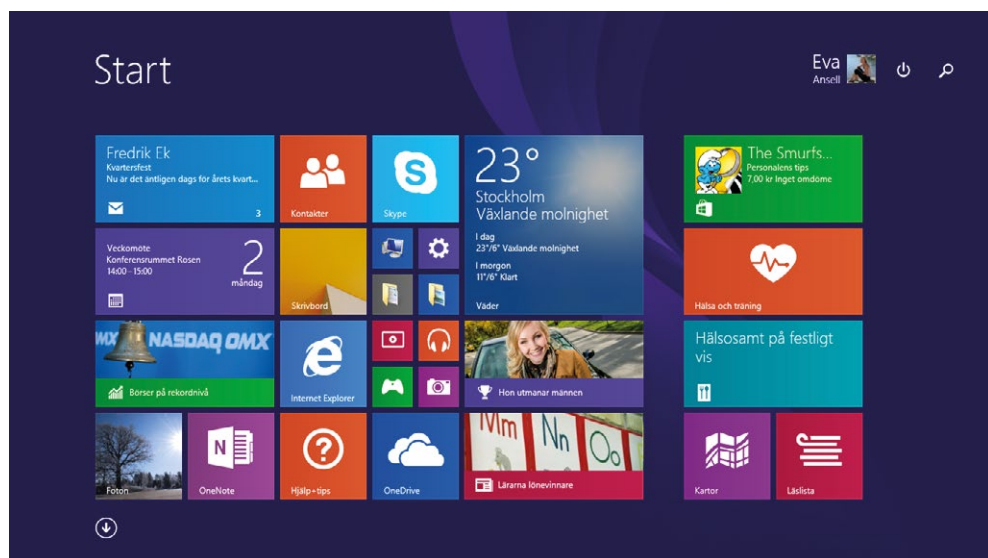 Start
Eva
Ansell
Fredrik Ek
Kvartersfest
Nu är det äntligen dags för årets kvart...
3
Kontakter
Skype
23°
Stockholm
Växlande molnighet
I dag
23°/6° Växlande molnighet
I morgon
11°/6° Klart
Väder
The Smurfs...
Personalens tips
7,00 kr Inget omdöme
Veckomöte
Konferensrummet Rosen
14:00 - 15:00
2
måndag
Skrivbord
Hälsa och träning
NASDAQ OMX
Börser på rekordnivå
Internet Explorer
Hon utmanar männen
Hälsosamt på festligt
vis
Foton
N
OneNote
Hjälp+tips
OneDrive
Mm Nn Oo
Lärarna lönevinnare
Kartor
Läslista